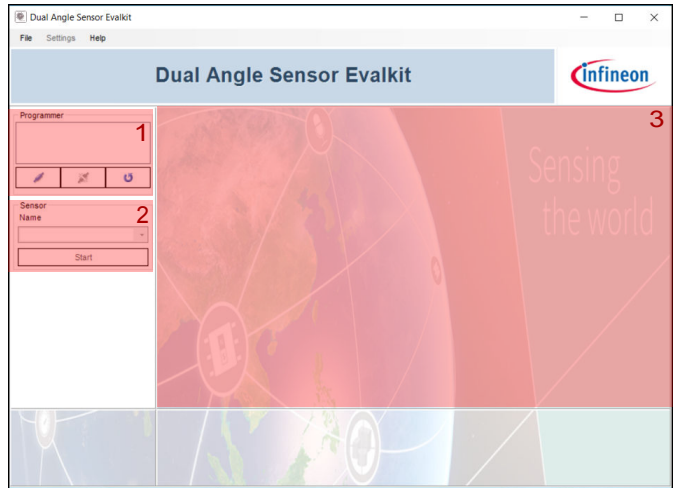 Dual Angle Sensor Evalkit
File Settings Help
Dual Angle Sensor Evalkit
infineon
Programmer
1
3
Sensing
the world
Sensor
2
Name
Start